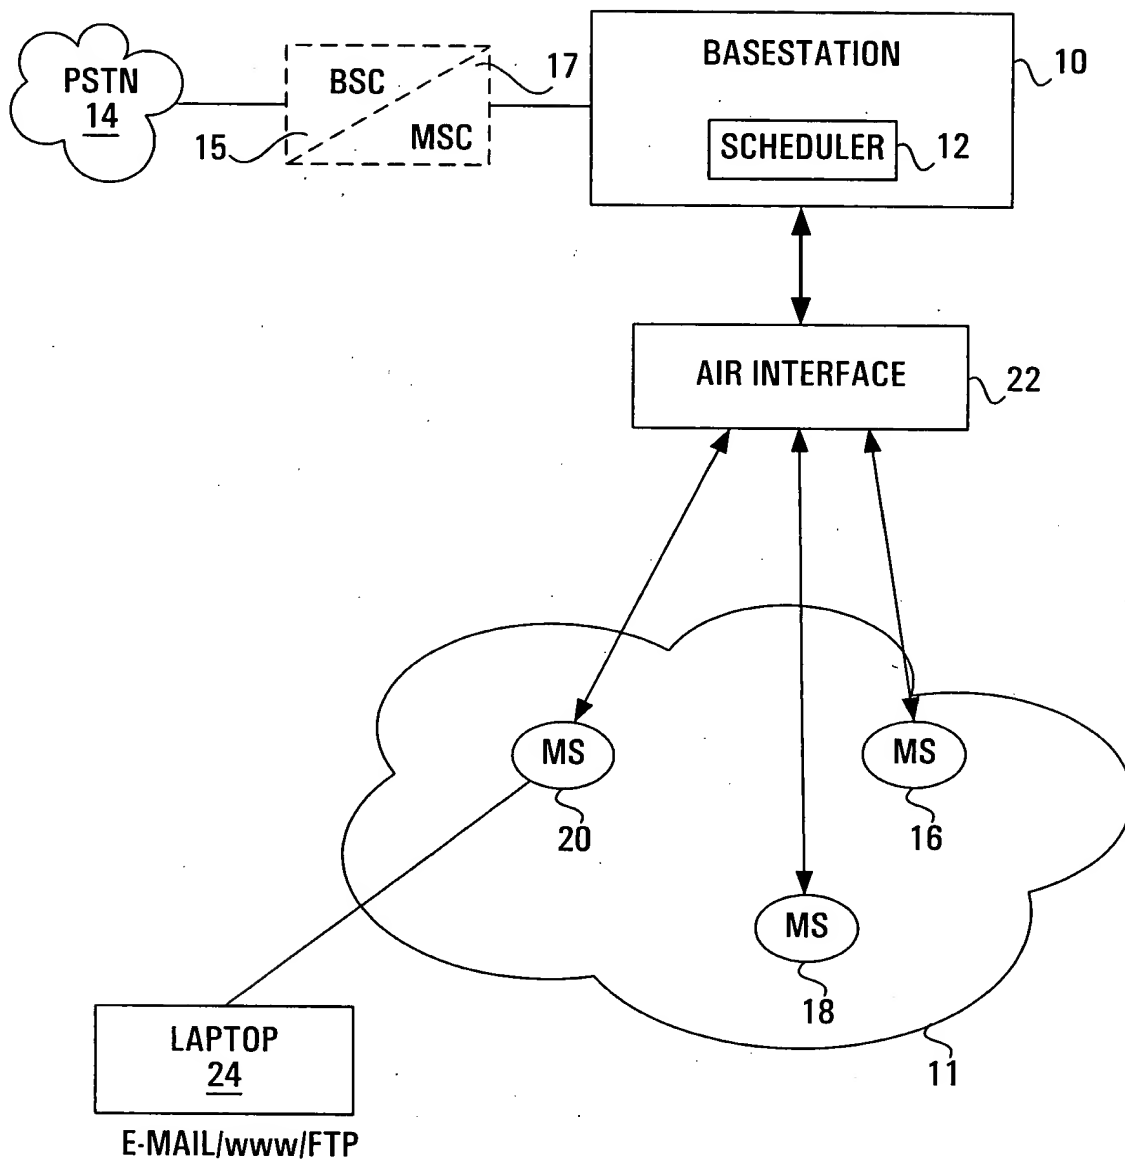 PSTN
14
BSC
MSC
15
17
BASESTATION
10
SCHEDULER
12
AIR INTERFACE
22
MS
20
MS
16
MS
18
11
LAPTOP
24
E-MAIL/www/FTP